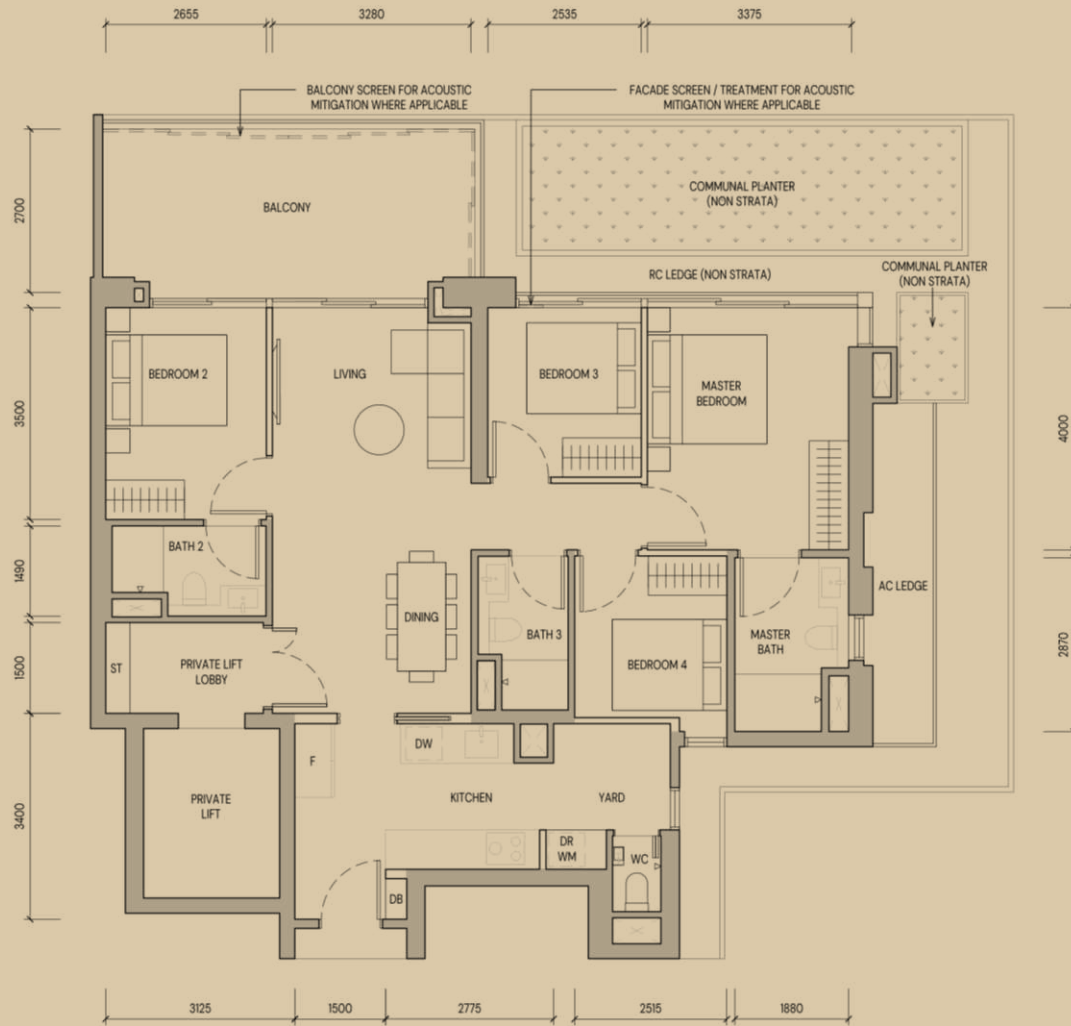 2655
3280
2535
3375
BALCONY SCREEN FOR ACOUSTIC
MITIGATION WHERE APPLICABLE
FACADE SCREEN / TREATMENT FOR ACOUSTIC
MITIGATION WHERE APPLICABLE
2700
BALCONY
COMMUNAL PLANTER
(NON STRATA)
RC LEDGE (NON STRATA)
COMMUNAL PLANTER
(NON STRATA)
3500
BEDROOM 2
LIVING
BEDROOM 3
MASTER
BEDROOM
4000
1490
BATH 2
AC LEDGE
DINING
BATH 3
BEDROOM 4
MASTER
BATH
2870
1500
ST
PRIVATE LIFT
LOBBY
F
DW
KITCHEN
YARD
PRIVATE
LIFT
3400
DR
WM
WC
DB
3125
1500
2775
2515
1880